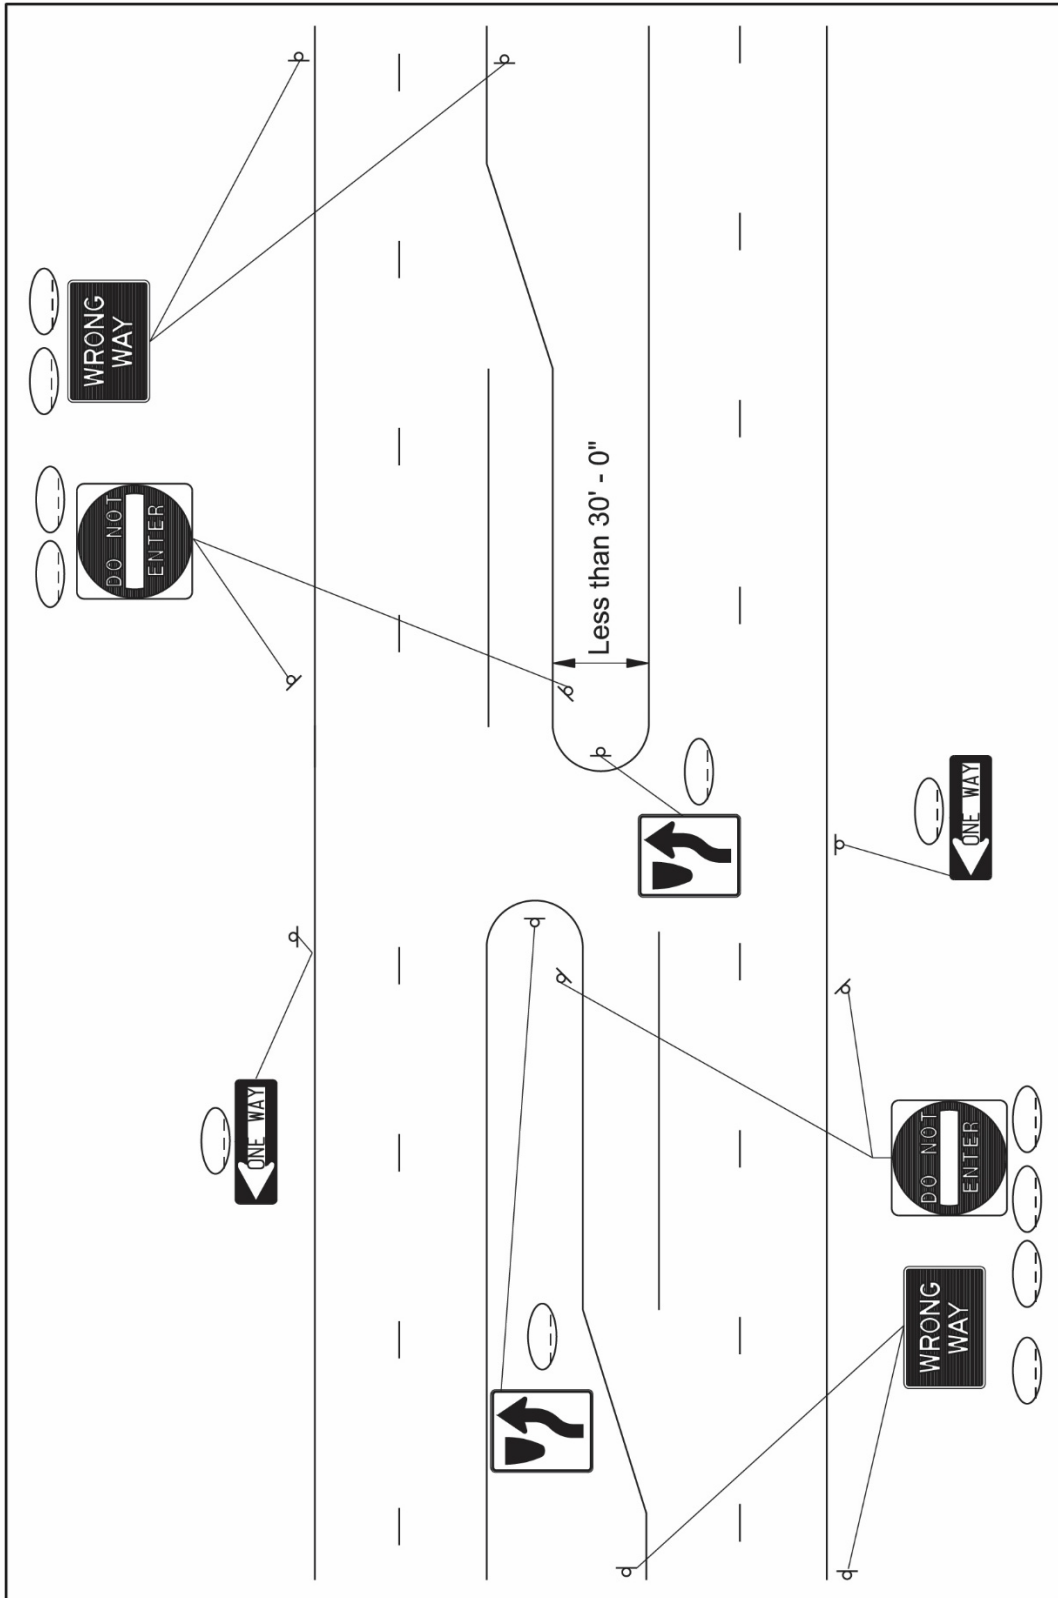 WRONG
WAY
DO NOT
ENTER
Less than 30' - 0"
ONE WAY
ONE WAY
DO NOT
ENTER
WRONG
WAY